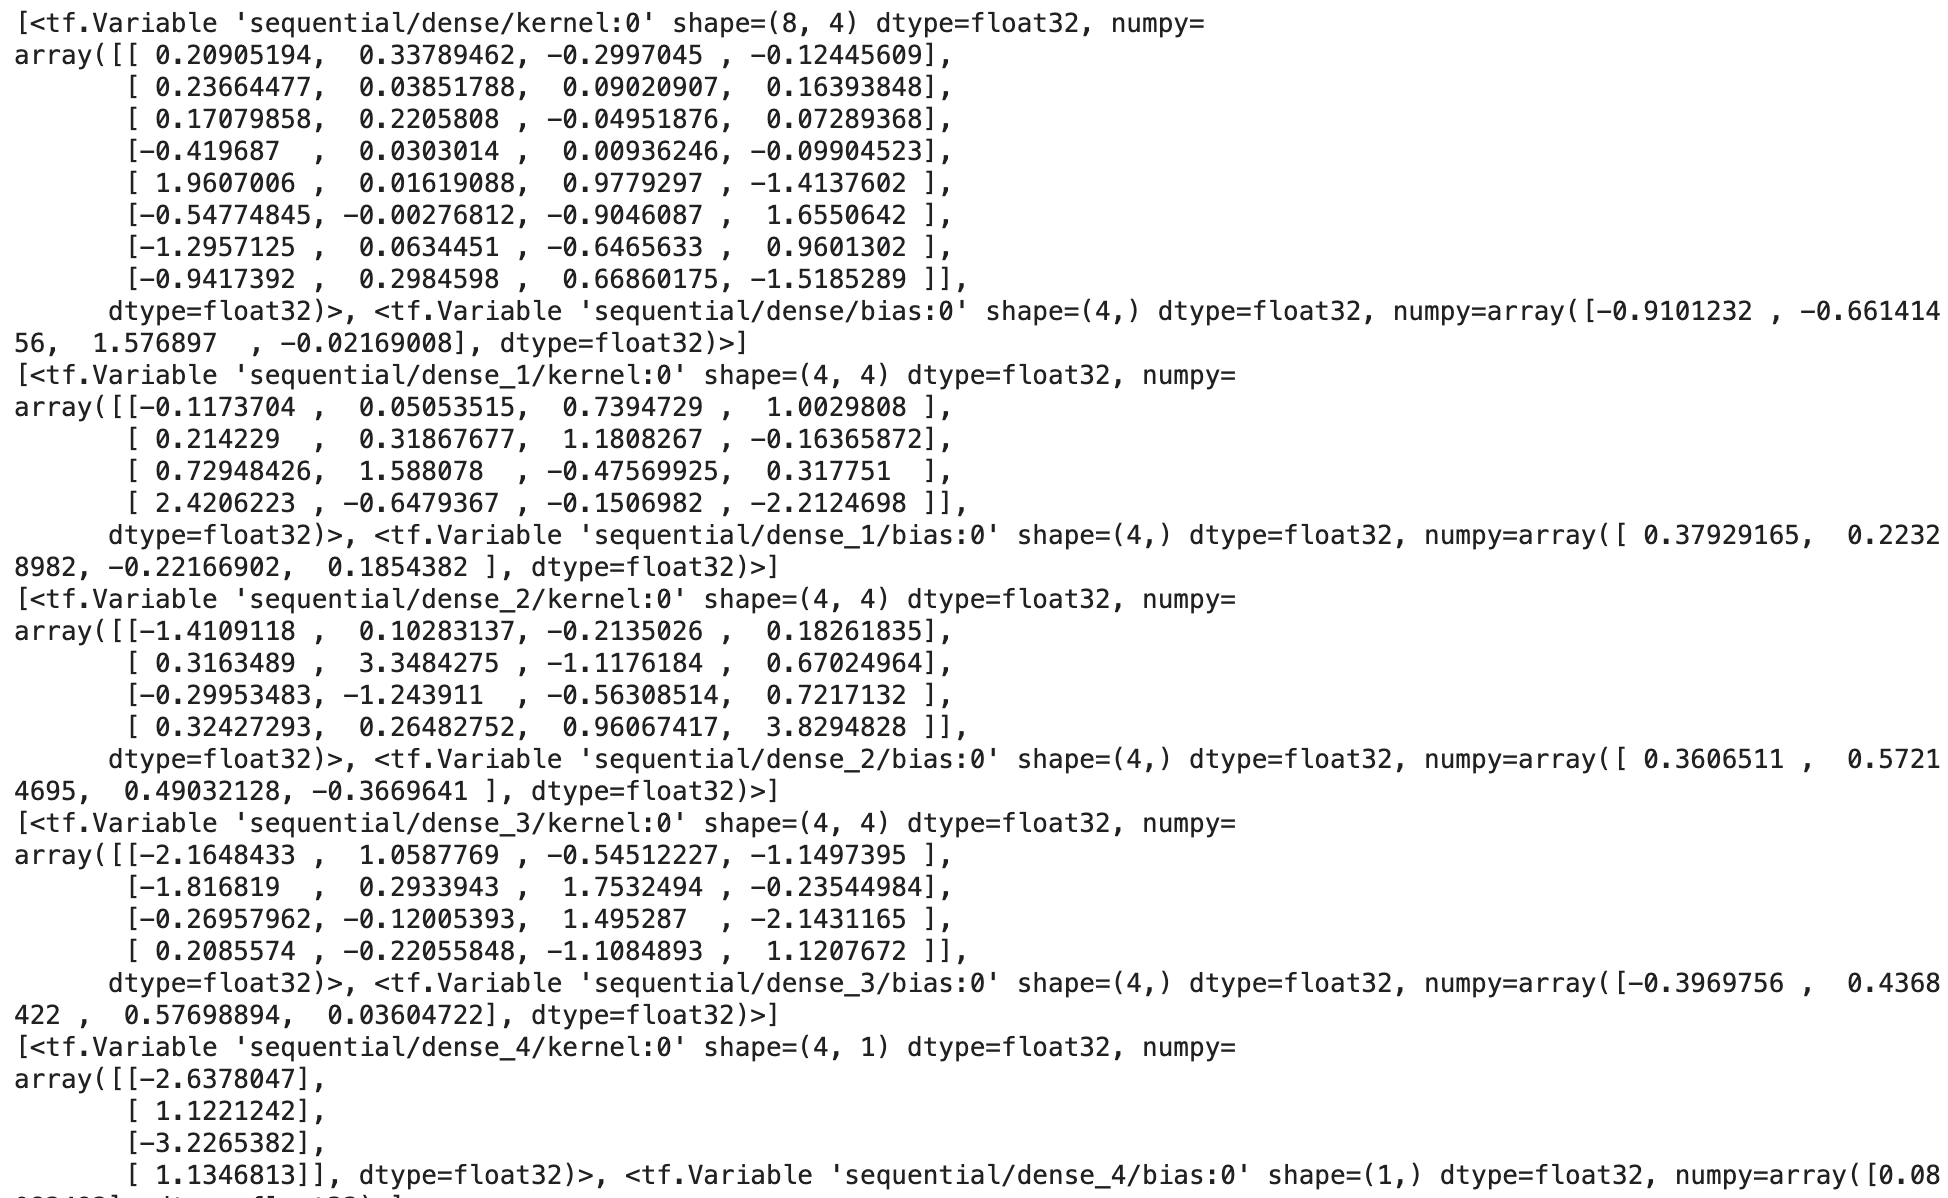 [<tf.Variable 'sequential/dense/kernel:0' shape=(8, 4) dtype=float32, numpy=
array([[ 0.20905194,  0.33789462, -0.2997045 , -0.12445609],
       [ 0.23664477,  0.03851788,  0.09020907,  0.16393848],
       [ 0.17079858,  0.2205808 , -0.04951876,  0.07289368],
       [-0.419687  ,  0.0303014 ,  0.00936246, -0.09904523],
       [ 1.9607006 ,  0.01619088,  0.9779297 , -1.4137602 ],
       [-0.54774845, -0.00276812, -0.9046087 ,  1.6550642 ],
       [-1.2957125 ,  0.0634451 , -0.6465633 ,  0.9601302 ],
       [-0.9417392 ,  0.2984598 ,  0.66860175, -1.5185289 ]],
      dtype=float32)>, <tf.Variable 'sequential/dense/bias:0' shape=(4,) dtype=float32, numpy=array([-0.9101232 , -0.661414
56,  1.576897  , -0.02169008], dtype=float32)>]
[<tf.Variable 'sequential/dense_1/kernel:0' shape=(4, 4) dtype=float32, numpy=
array([[-0.1173704 ,  0.05053515,  0.7394729 ,  1.0029808 ],
       [ 0.214229  ,  0.31867677,  1.1808267 , -0.16365872],
       [ 0.72948426,  1.588078  , -0.47569925,  0.317751  ],
       [ 2.4206223 , -0.6479367 , -0.1506982 , -2.2124698 ]],
      dtype=float32)>, <tf.Variable 'sequential/dense_1/bias:0' shape=(4,) dtype=float32, numpy=array([ 0.37929165,  0.2232
8982, -0.22166902,  0.1854382 ], dtype=float32)>]
[<tf.Variable 'sequential/dense_2/kernel:0' shape=(4, 4) dtype=float32, numpy=
array([[-1.4109118 ,  0.10283137, -0.2135026 ,  0.18261835],
       [ 0.3163489 ,  3.3484275 , -1.1176184 ,  0.67024964],
       [-0.29953483, -1.243911  , -0.56308514,  0.7217132 ],
       [ 0.32427293,  0.26482752,  0.96067417,  3.8294828 ]],
      dtype=float32)>, <tf.Variable 'sequential/dense_2/bias:0' shape=(4,) dtype=float32, numpy=array([ 0.3606511 ,  0.5721
4695,  0.49032128, -0.3669641 ], dtype=float32)>]
[<tf.Variable 'sequential/dense_3/kernel:0' shape=(4, 4) dtype=float32, numpy=
array([[-2.1648433 ,  1.0587769 , -0.54512227, -1.1497395 ],
       [-1.816819  ,  0.2933943 ,  1.7532494 , -0.23544984],
       [-0.26957962, -0.12005393,  1.495287  , -2.1431165 ],
       [ 0.2085574 , -0.22055848, -1.1084893 ,  1.1207672 ]],
      dtype=float32)>, <tf.Variable 'sequential/dense_3/bias:0' shape=(4,) dtype=float32, numpy=array([-0.3969756 ,  0.4368
422 ,  0.57698894,  0.03604722], dtype=float32)>]
[<tf.Variable 'sequential/dense_4/kernel:0' shape=(4, 1) dtype=float32, numpy=
array([[-2.6378047],
       [ 1.1221242],
       [-3.2265382],
       [ 1.1346813]], dtype=float32)>, <tf.Variable 'sequential/dense_4/bias:0' shape=(1,) dtype=float32, numpy=array([0.08